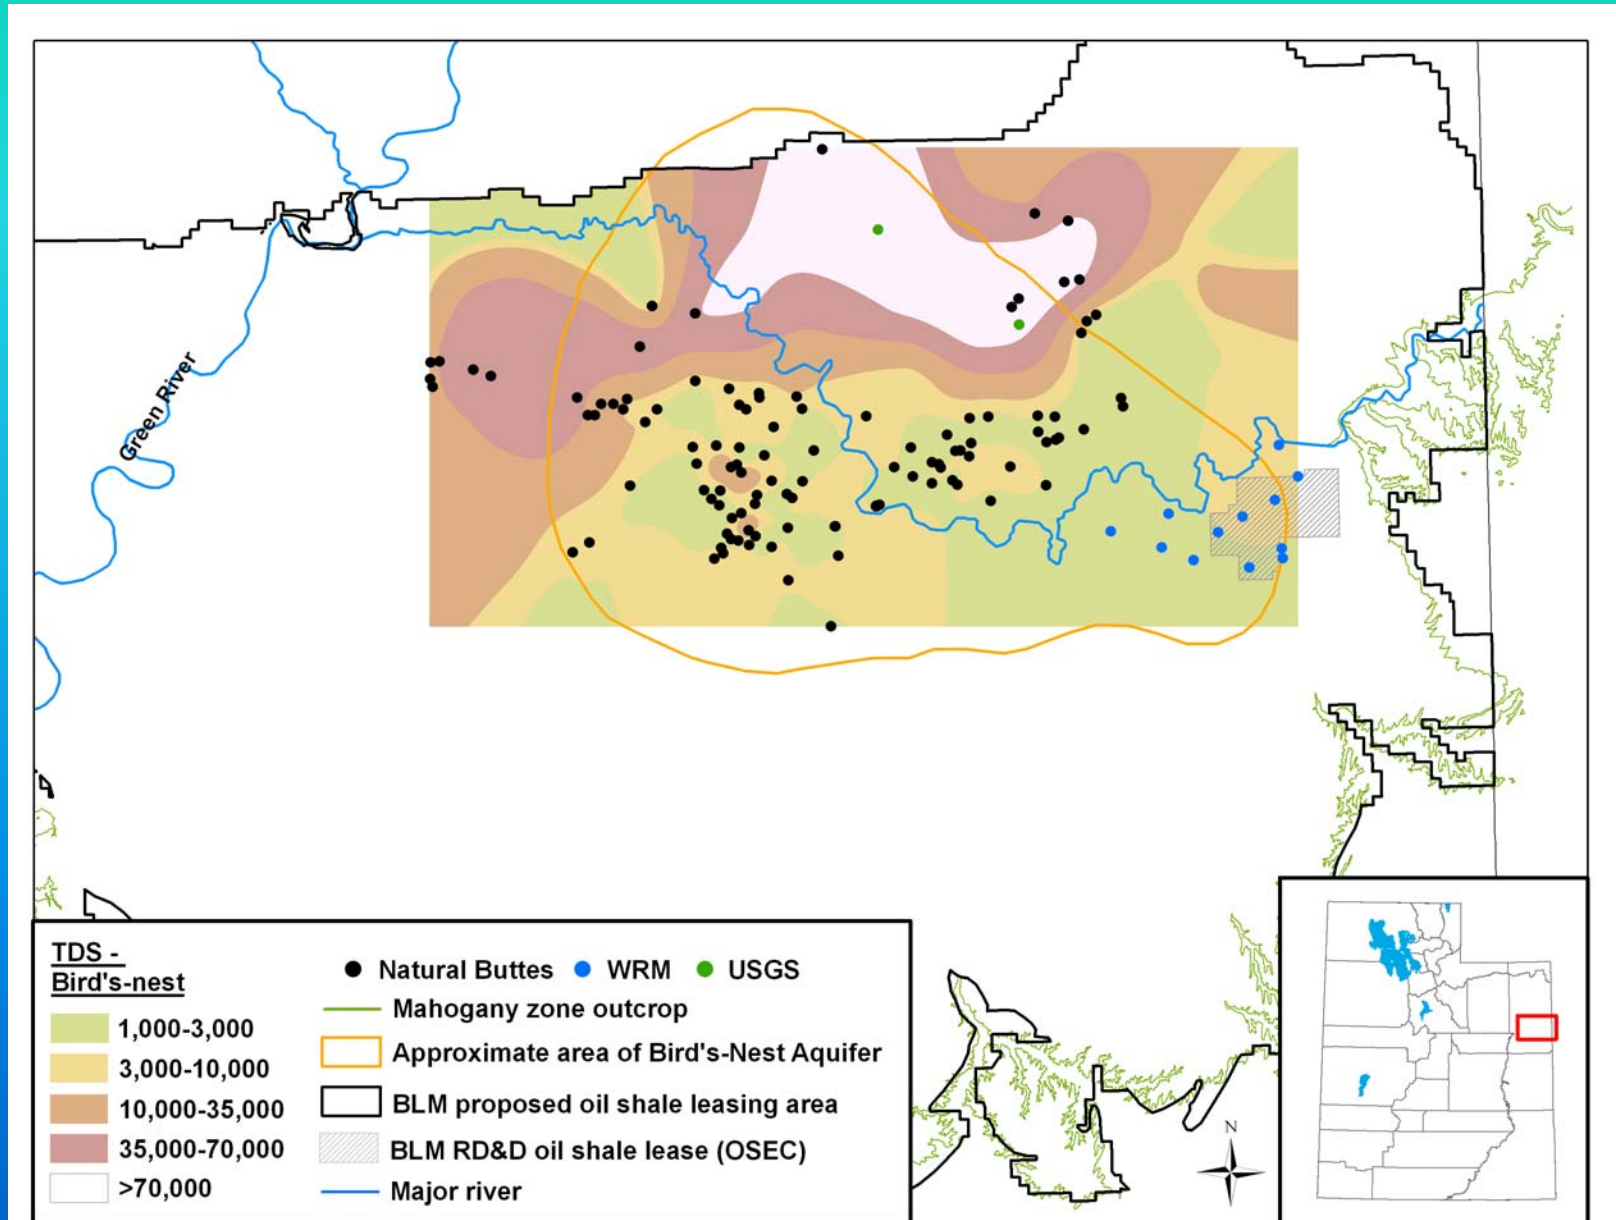 Green River
TDS -
Bird's-nest
1,000-3,000
3,000-10,000
10,000-35,000
35,000-70,000
>70,000
Natural Buttes
WRM
USGS
Mahogany zone outcrop
Approximate area of Bird's-Nest Aquifer
BLM proposed oil shale leasing area
BLM RD&D oil shale lease (OSEC)
Major river
N